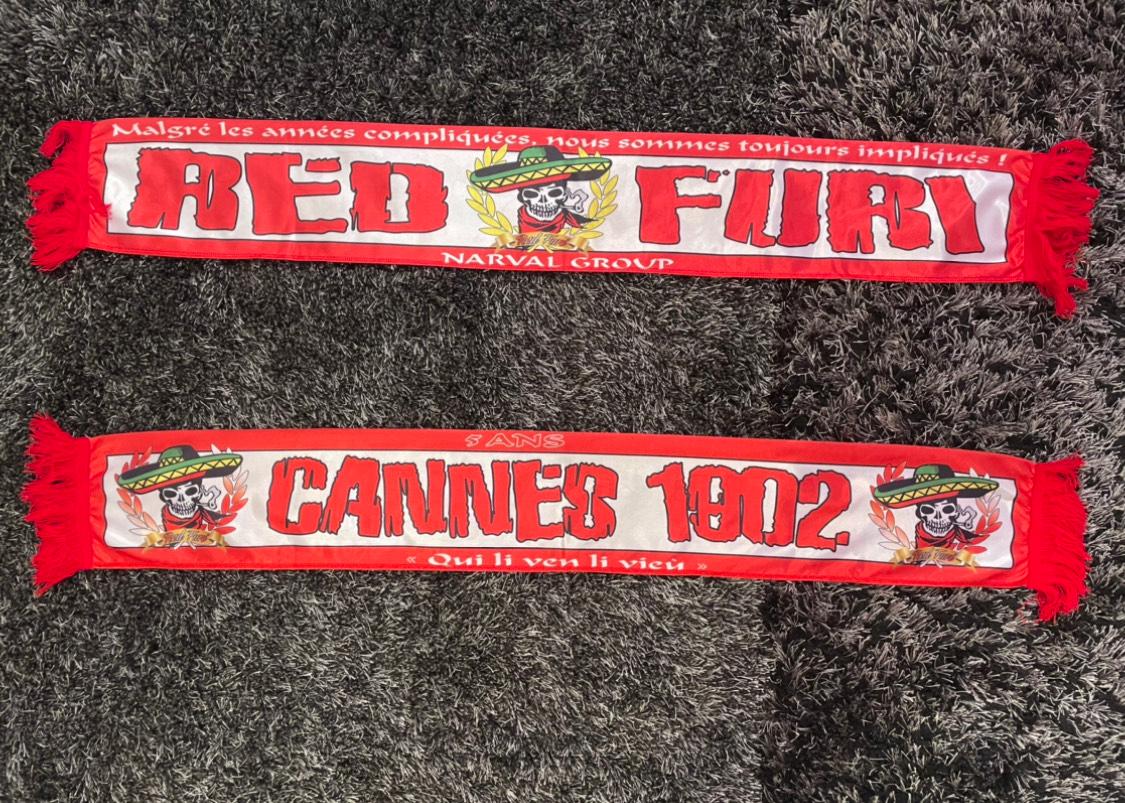 Malgré les années compliquées, nous sommes toujours impliqués !
RED FURI
NARVAL GROUP
5 ANS
CANNES 1902
« Qui li ven li vieù »